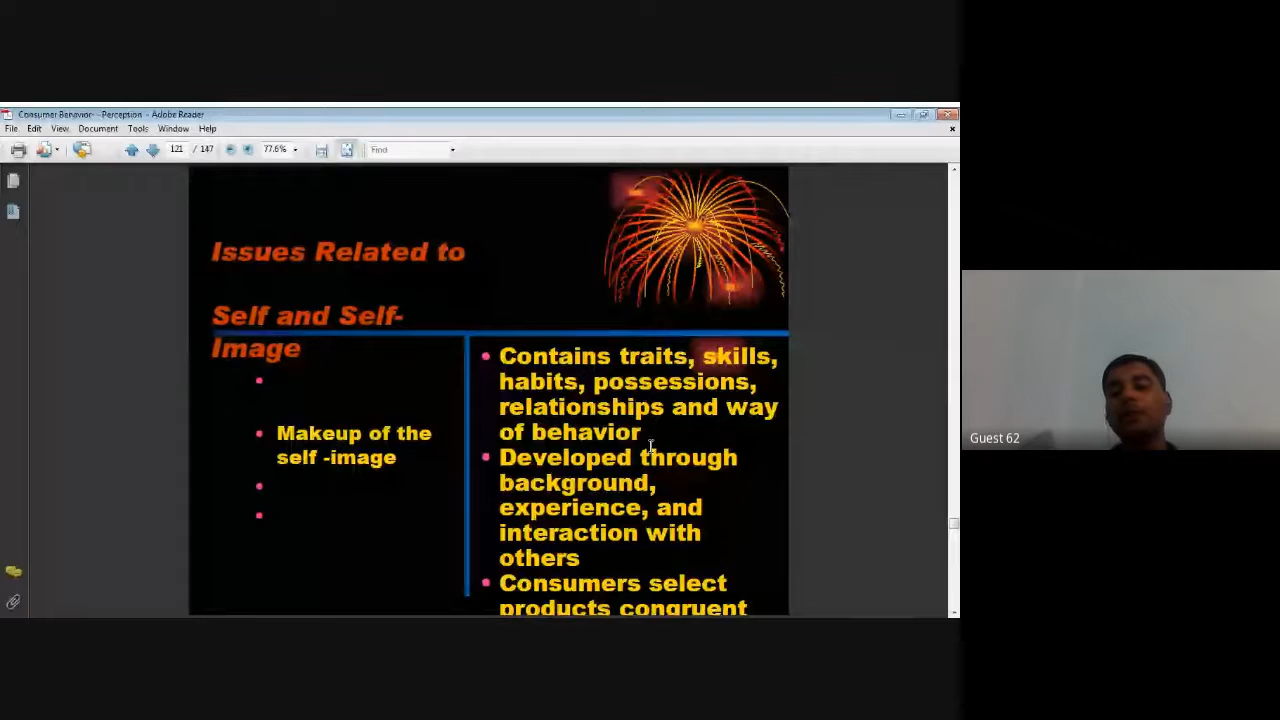 Consumer Behavior- - Perception - Adobe Reader
File Edit View Document Tools Window Help
121 / 147 77.6% Find
Issues Related to
Self and Self-
Image
Makeup of the
self -image
Contains traits, skills,
habits, possessions,
relationships and way
of behavior
Developed through
background,
experience, and
interaction with
others
Consumers select
products congruent
Guest 62